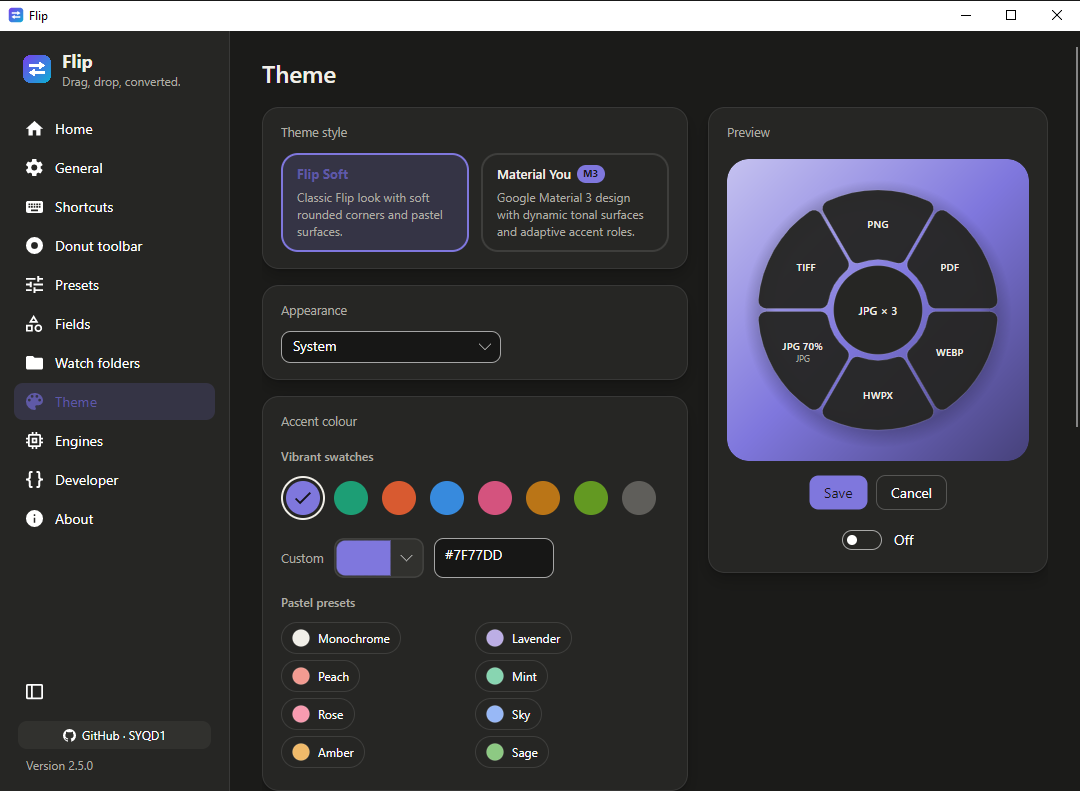 Flip
Flip
Drag, drop, converted.
Home
General
Shortcuts
Donut toolbar
Presets
Fields
Watch folders
Theme
Engines
Developer
About
GitHub · SYQD1
Version 2.5.0
Theme
Theme style
Flip Soft
Classic Flip look with soft
rounded corners and pastel
surfaces.
Material You M3
Google Material 3 design
with dynamic tonal surfaces
and adaptive accent roles.
Appearance
System
Accent colour
Vibrant swatches
Custom
#7F77DD
Pastel presets
Monochrome
Lavender
Peach
Mint
Rose
Sky
Amber
Sage
Preview
PNG
TIFF
PDF
JPG × 3
JPG 70%
JPG
WEBP
HWPX
Save
Cancel
Off